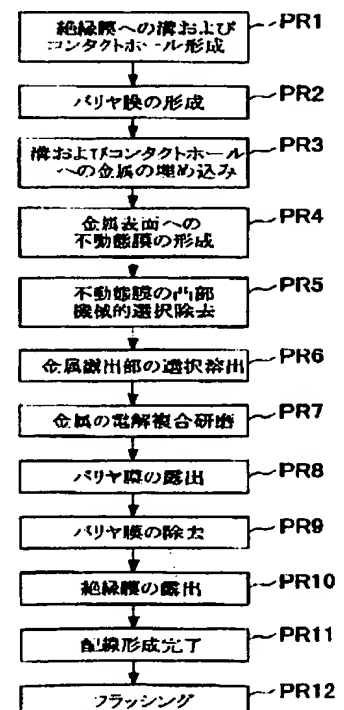 絶縁膜への溝および
コンタクトホール形成
PR1
バリヤ膜の形成
PR2
溝およびコンタクトホール
への金属の埋め込み
PR3
金属表面への
不動態膜の形成
PR4
不動態膜の凸部
機械的選択除去
PR5
金属露出部の選択溶出
PR6
金属の電解複合研磨
PR7
バリヤ膜の露出
PR8
バリヤ膜の除去
PR9
絶縁膜の露出
PR10
配線形成完了
PR11
フラッシング
PR12